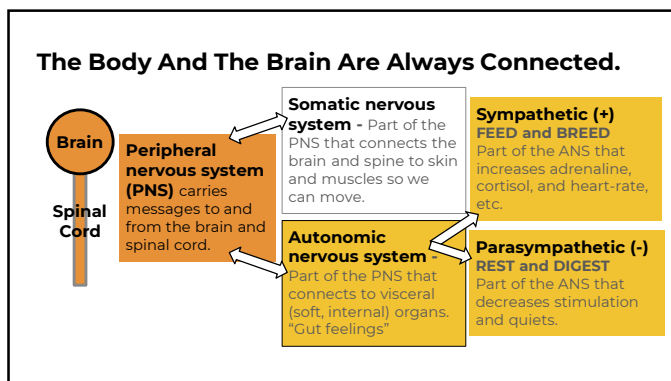 The Body And The Brain Are Always Connected.
Brain
Spinal
Cord
Peripheral
nervous system
(PNS) carries
messages to and
from the brain and
spinal cord.
Somatic nervous
system - Part of the
PNS that connects the
brain and spine to skin
and muscles so we
can move.
Autonomic
nervous system -
Part of the PNS that
connects to visceral
(soft, internal) organs.
“Gut feelings”
Sympathetic (+)
FEED and BREED
Part of the ANS that
increases adrenaline,
cortisol, and heart-rate,
etc.
Parasympathetic (-)
REST and DIGEST
Part of the ANS that
decreases stimulation
and quiets.